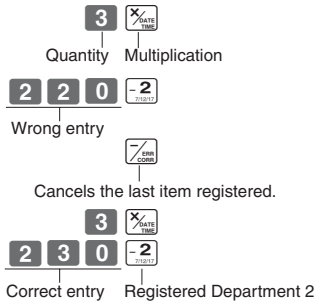 3 ×/DATE TIME
Quantity Multiplication
2 2 0 - 2 7/12/17
Wrong entry
−/ERR CORR
Cancels the last item registered.
3 ×/DATE TIME
2 3 0 - 2 7/12/17
Correct entry Registered Department 2